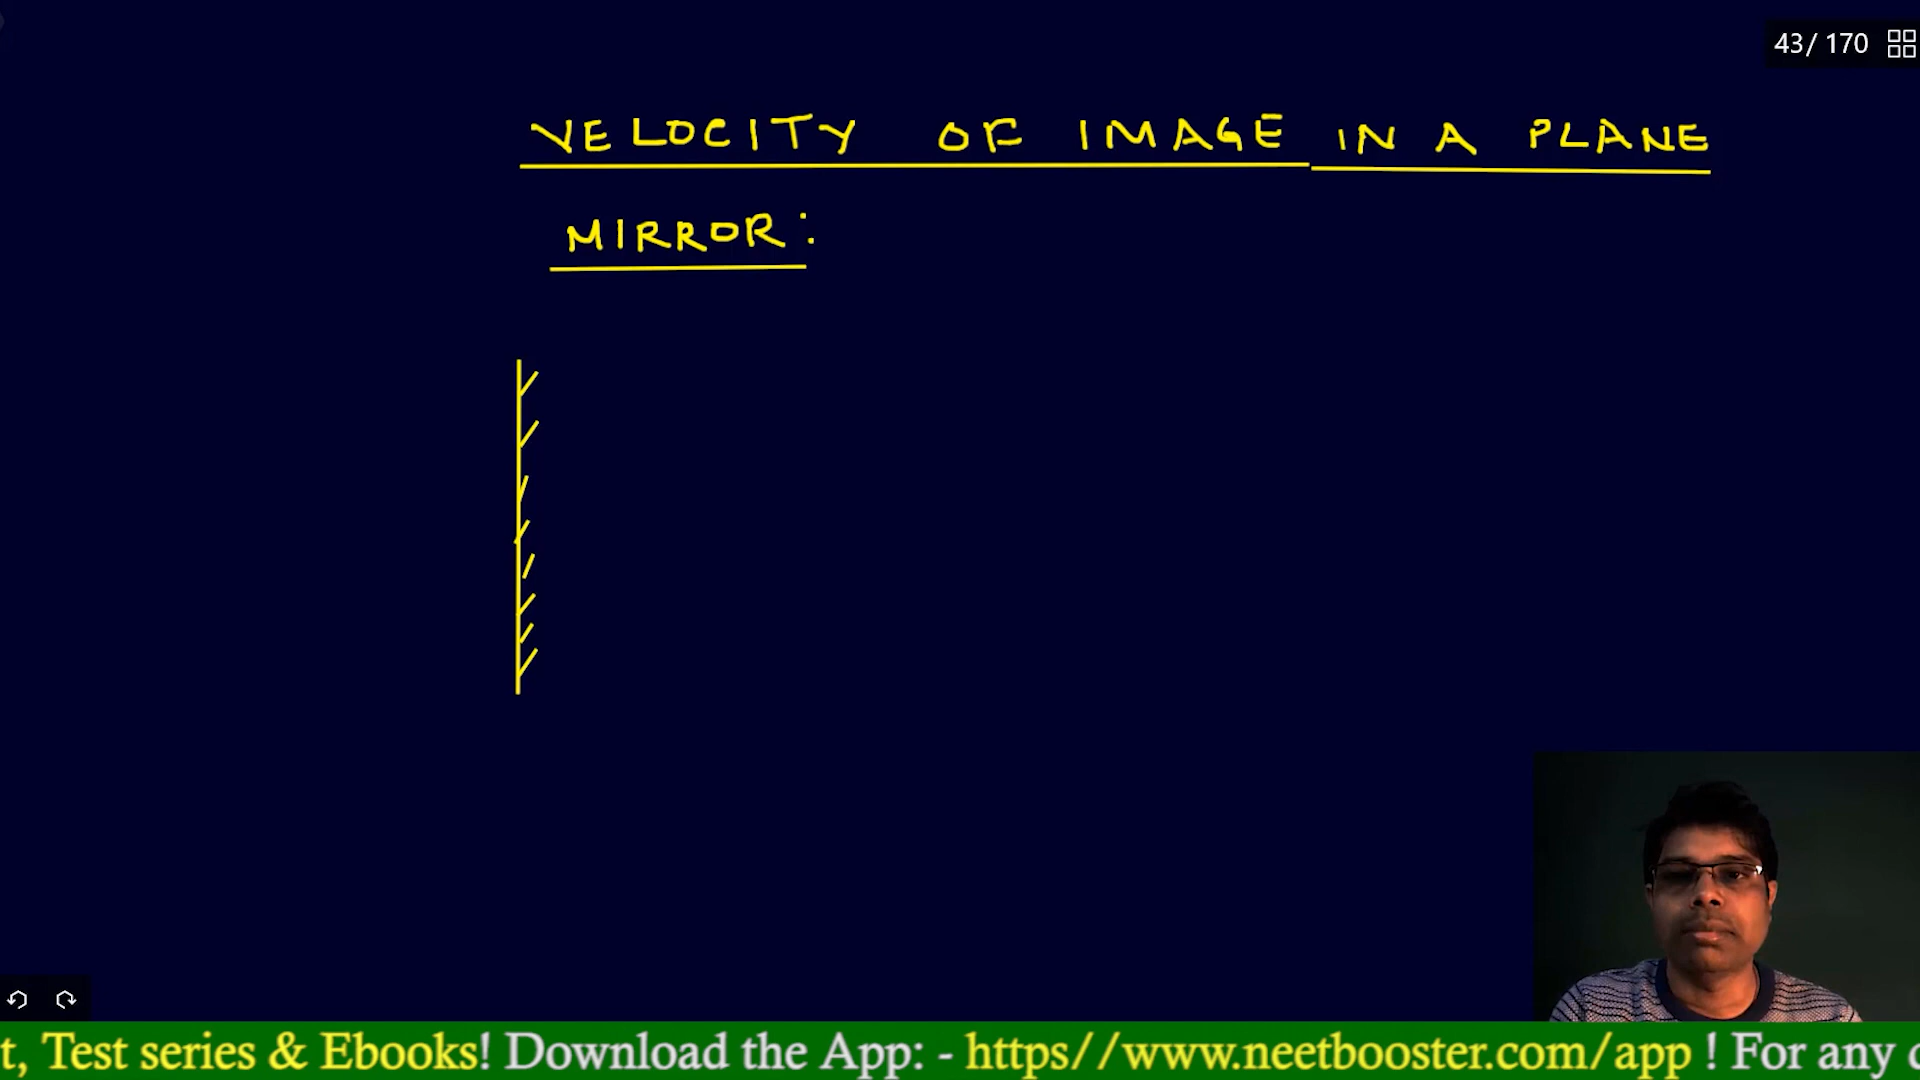 43/ 170
VELOCITY OF IMAGE IN A PLANE
MIRROR:
t, Test series & Ebooks! Download the App: - https//www.neetbooster.com/app ! For any